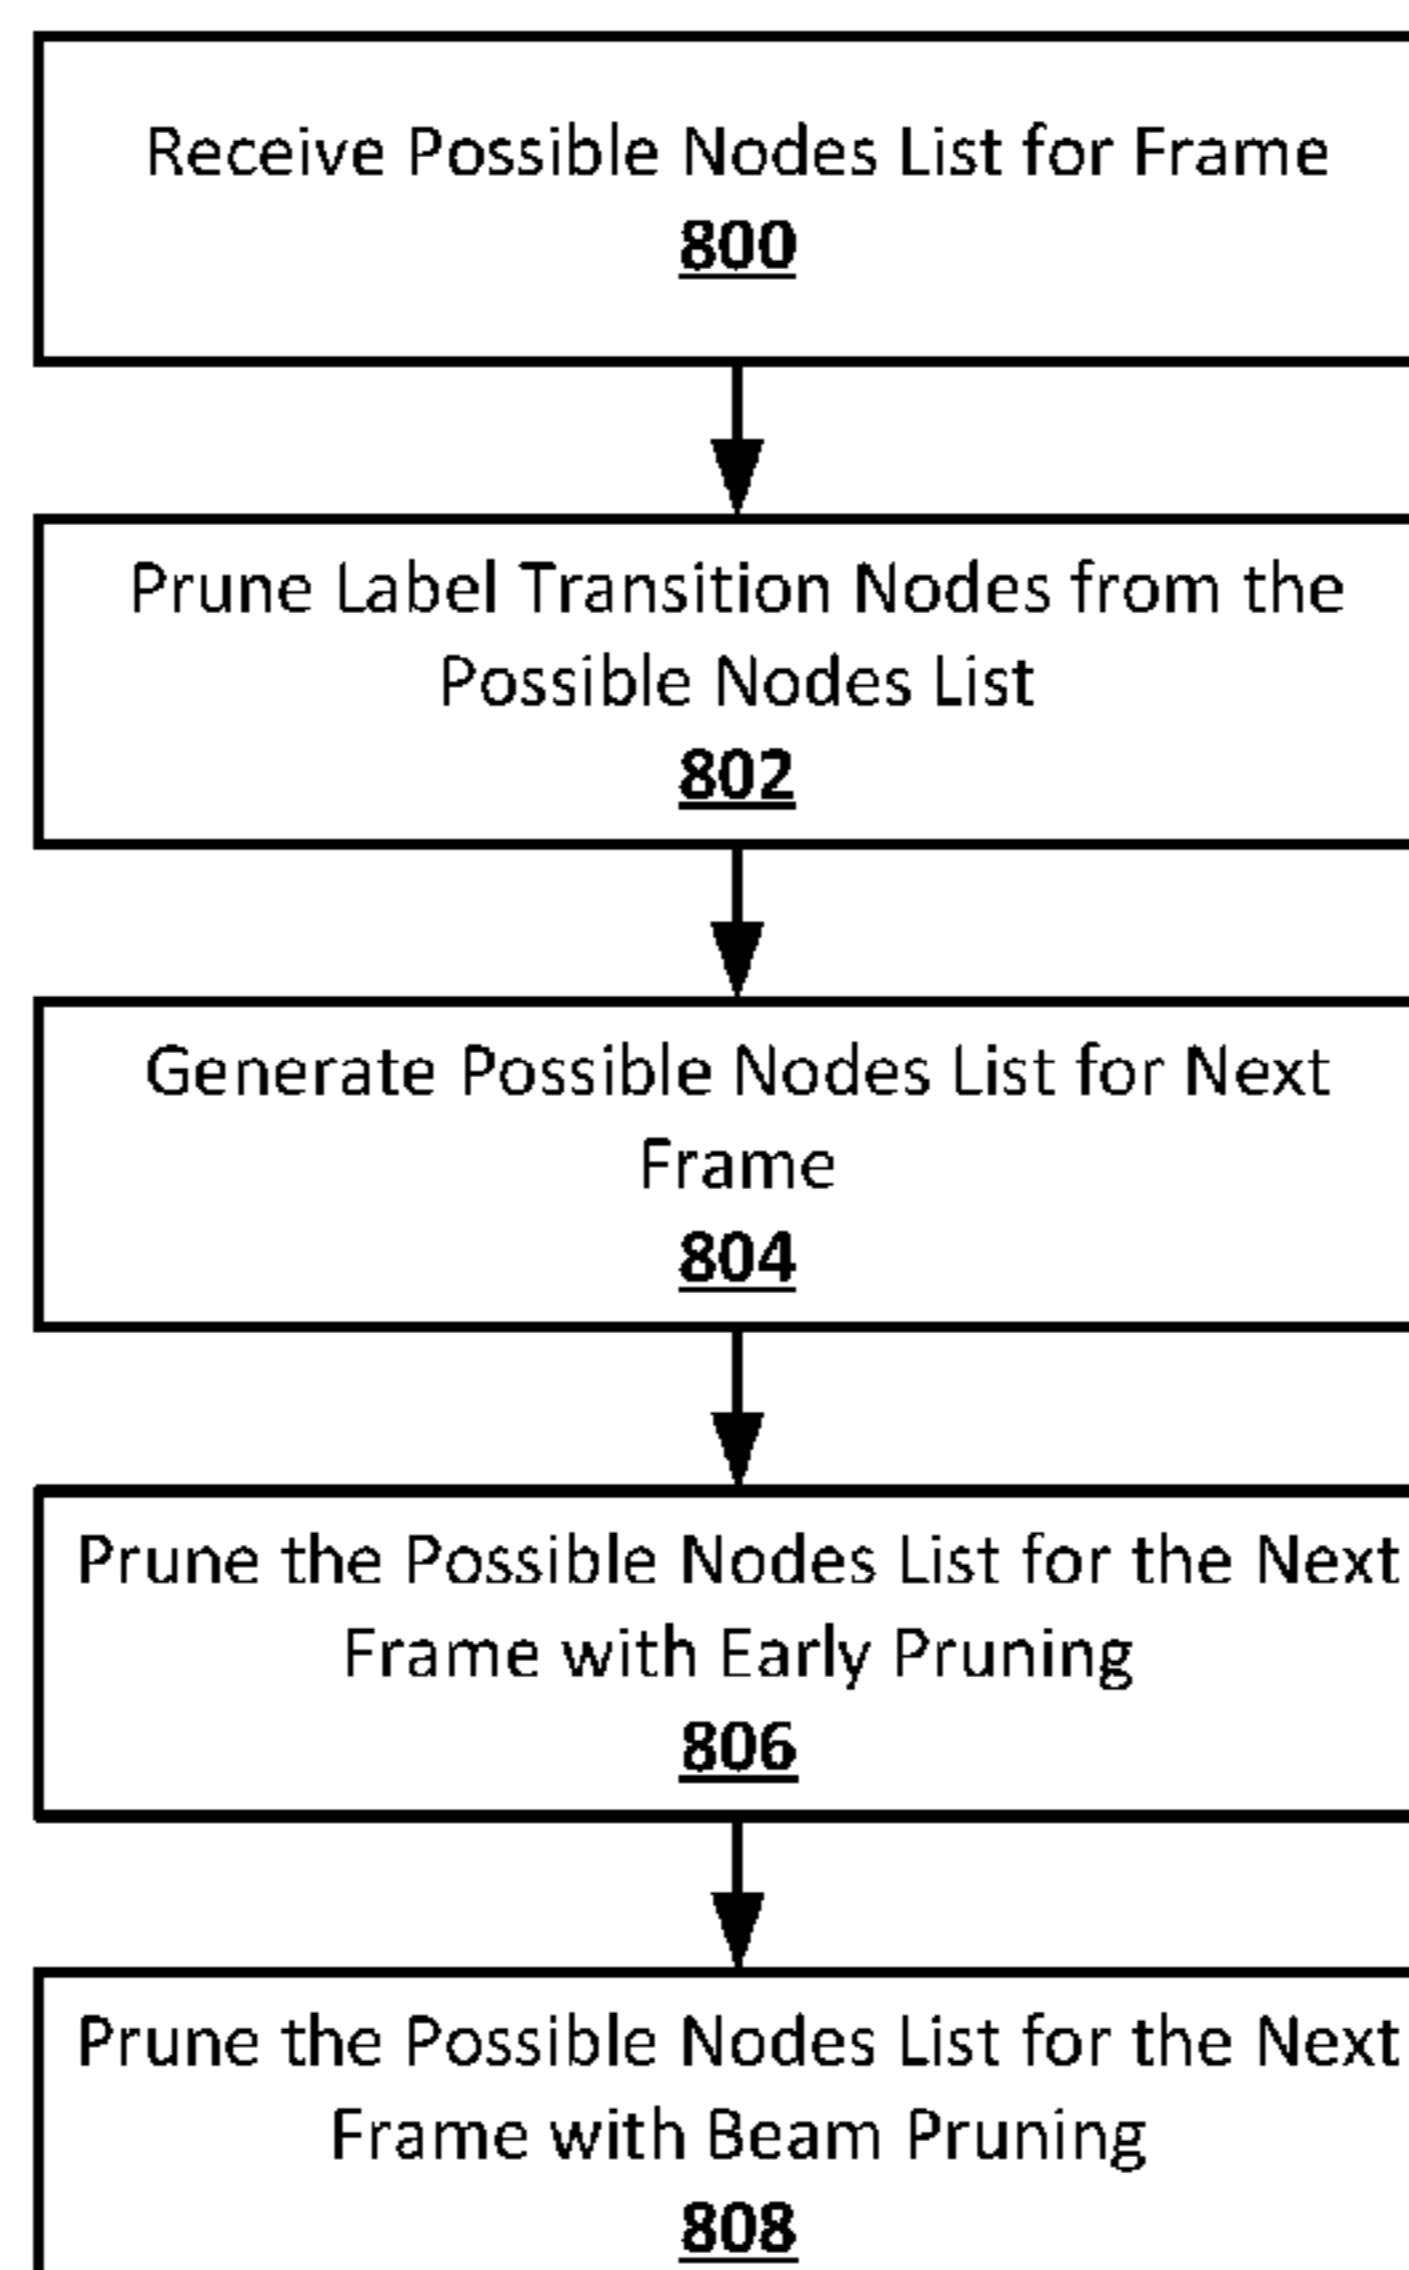 Receive Possible Nodes List for Frame
800
Prune Label Transition Nodes from the
Possible Nodes List
802
Generate Possible Nodes List for Next
Frame
804
Prune the Possible Nodes List for the Next
Frame with Early Pruning
806
Prune the Possible Nodes List for the Next
Frame with Beam Pruning
808